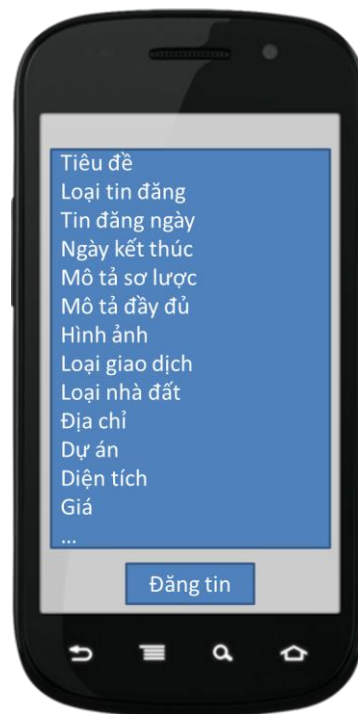 Tiêu đề
Loại tin đăng
Tin đăng ngày
Ngày kết thúc
Mô tả sơ lược
Mô tả đầy đủ
Hình ảnh
Loại giao dịch
Loại nhà đất
Địa chỉ
Dự án
Diện tích
Giá
...
Đăng tin